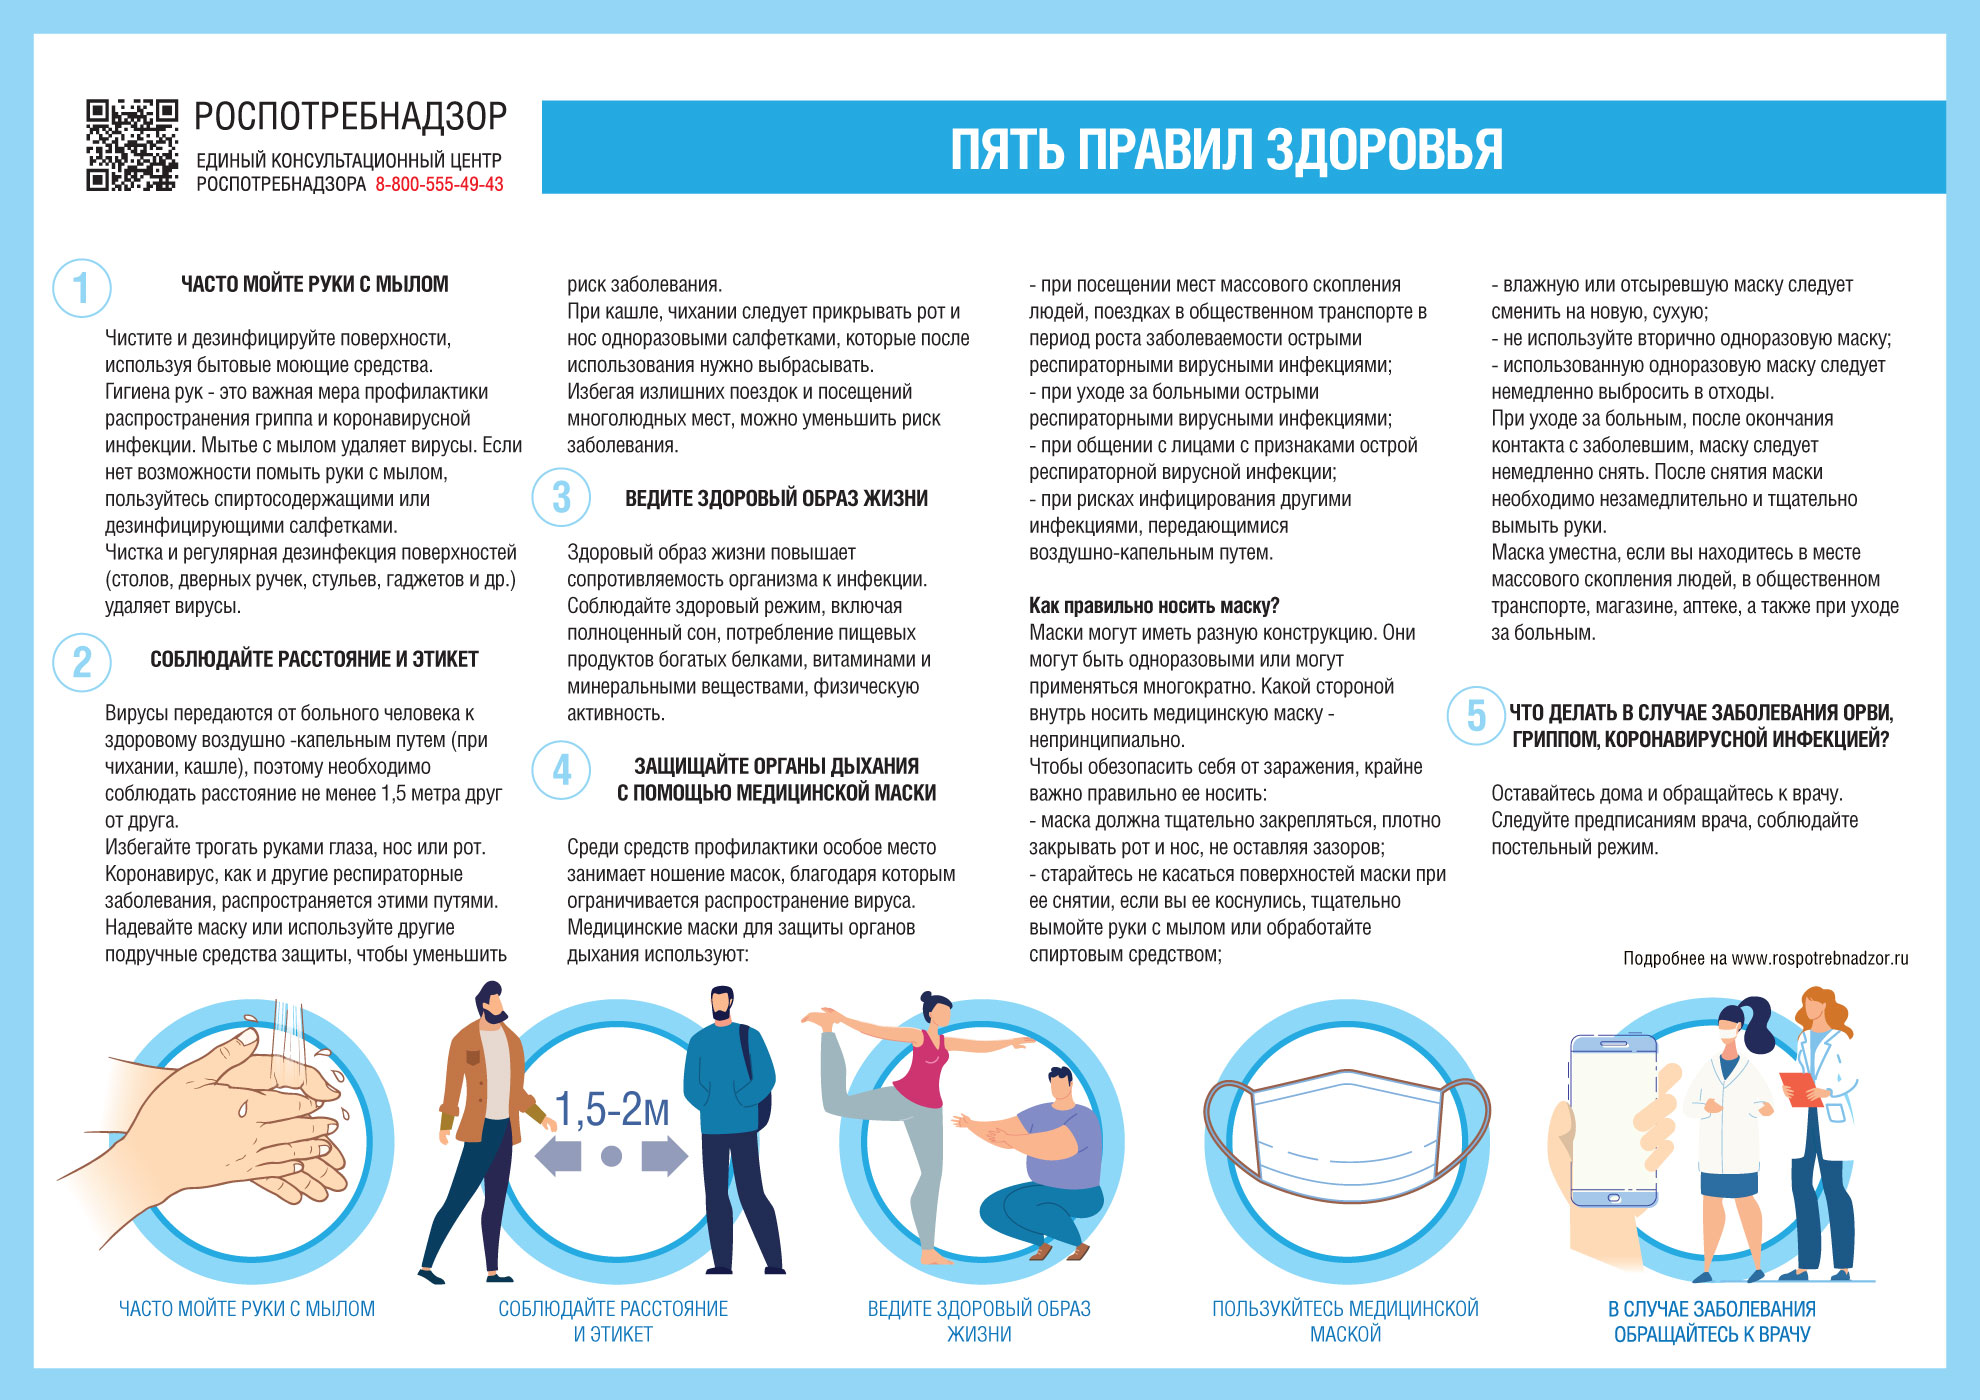 РОСПОТРЕБНАДЗОР
ЕДИНЫЙ КОНСУЛЬТАЦИОННЫЙ ЦЕНТР
РОСПОТРЕБНАДЗОРА 8-800-555-49-43
ПЯТЬ ПРАВИЛ ЗДОРОВЬЯ
1
ЧАСТО МОЙТЕ РУКИ С МЫЛОМ
Чистите и дезинфицируйте поверхности,
используя бытовые моющие средства.
Гигиена рук - это важная мера профилактики
распространения гриппа и коронавирусной
инфекции. Мытье с мылом удаляет вирусы. Если
нет возможности помыть руки с мылом,
пользуйтесь спиртосодержащими или
дезинфицирующими салфетками.
Чистка и регулярная дезинфекция поверхностей
(столов, дверных ручек, стульев, гаджетов и др.)
удаляет вирусы.
2
СОБЛЮДАЙТЕ РАССТОЯНИЕ И ЭТИКЕТ
Вирусы передаются от больного человека к
здоровому воздушно -капельным путем (при
чихании, кашле), поэтому необходимо
соблюдать расстояние не менее 1,5 метра друг
от друга.
Избегайте трогать руками глаза, нос или рот.
Коронавирус, как и другие респираторные
заболевания, распространяется этими путями.
Надевайте маску или используйте другие
подручные средства защиты, чтобы уменьшить
риск заболевания.
При кашле, чихании следует прикрывать рот и
нос одноразовыми салфетками, которые после
использования нужно выбрасывать.
Избегая излишних поездок и посещений
многолюдных мест, можно уменьшить риск
заболевания.
3
ВЕДИТЕ ЗДОРОВЫЙ ОБРАЗ ЖИЗНИ
Здоровый образ жизни повышает
сопротивляемость организма к инфекции.
Соблюдайте здоровый режим, включая
полноценный сон, потребление пищевых
продуктов богатых белками, витаминами и
минеральными веществами, физическую
активность.
4
ЗАЩИЩАЙТЕ ОРГАНЫ ДЫХАНИЯ
С ПОМОЩЬЮ МЕДИЦИНСКОЙ МАСКИ
Среди средств профилактики особое место
занимает ношение масок, благодаря которым
ограничивается распространение вируса.
Медицинские маски для защиты органов
дыхания используют:
- при посещении мест массового скопления
людей, поездках в общественном транспорте в
период роста заболеваемости острыми
респираторными вирусными инфекциями;
- при уходе за больными острыми
респираторными вирусными инфекциями;
- при общении с лицами с признаками острой
респираторной вирусной инфекции;
- при рисках инфицирования другими
инфекциями, передающимися
воздушно-капельным путем.
Как правильно носить маску?
Маски могут иметь разную конструкцию. Они
могут быть одноразовыми или могут
применяться многократно. Какой стороной
внутрь носить медицинскую маску -
непринципиально.
Чтобы обезопасить себя от заражения, крайне
важно правильно ее носить:
- маска должна тщательно закрепляться, плотно
закрывать рот и нос, не оставляя зазоров;
- старайтесь не касаться поверхностей маски при
ее снятии, если вы ее коснулись, тщательно
вымойте руки с мылом или обработайте
спиртовым средством;
- влажную или отсыревшую маску следует
сменить на новую, сухую;
- не используйте вторично одноразовую маску;
- использованную одноразовую маску следует
немедленно выбросить в отходы.
При уходе за больным, после окончания
контакта с заболевшим, маску следует
немедленно снять. После снятия маски
необходимо незамедлительно и тщательно
вымыть руки.
Маска уместна, если вы находитесь в месте
массового скопления людей, в общественном
транспорте, магазине, аптеке, а также при уходе
за больным.
5
ЧТО ДЕЛАТЬ В СЛУЧАЕ ЗАБОЛЕВАНИЯ ОРВИ,
ГРИППОМ, КОРОНАВИРУСНОЙ ИНФЕКЦИЕЙ?
Оставайтесь дома и обращайтесь к врачу.
Следуйте предписаниям врача, соблюдайте
постельный режим.
Подробнее на www.rospotrebnadzor.ru
1,5-2м
ЧАСТО МОЙТЕ РУКИ С МЫЛОМ
СОБЛЮДАЙТЕ РАССТОЯНИЕ
И ЭТИКЕТ
ВЕДИТЕ ЗДОРОВЫЙ ОБРАЗ
ЖИЗНИ
ПОЛЬЗУКЙТЕСЬ МЕДИЦИНСКОЙ
МАСКОЙ
В СЛУЧАЕ ЗАБОЛЕВАНИЯ
ОБРАЩАЙТЕСЬ К ВРАЧУ